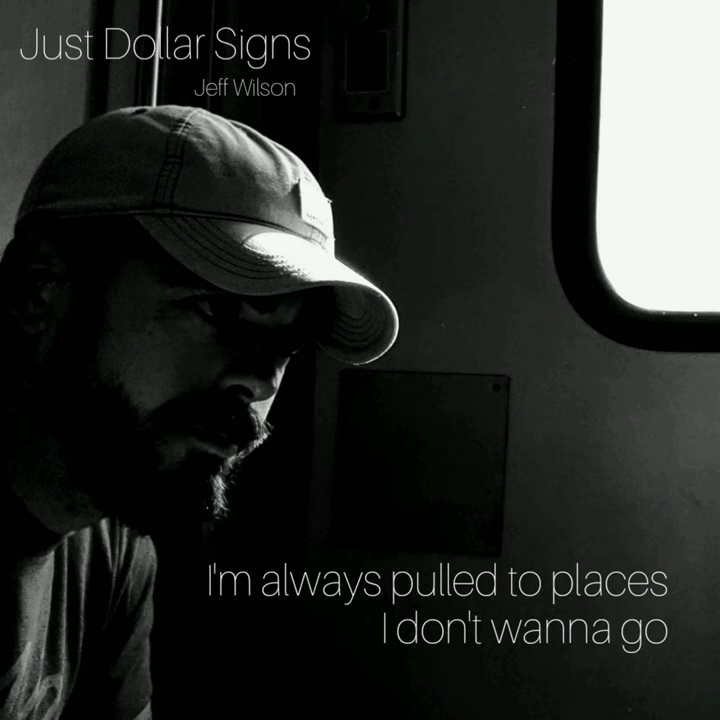 Just Dollar Signs
Jeff Wilson
I'm always pulled to places
I don't wanna go